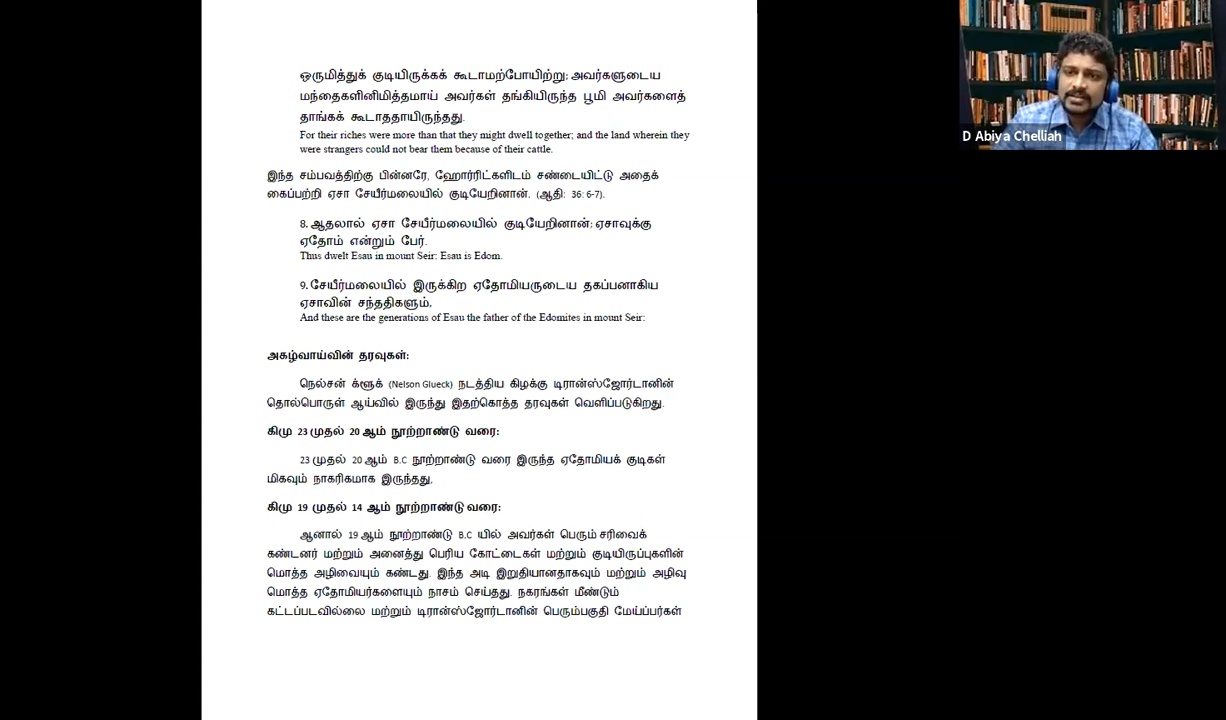 ஒருமித்துக் குடியிருக்கக் கூடாமற்போயிற்று; அவர்களுடைய
மந்தைகளினிமித்தமாய் அவர்கள் தங்கியிருந்த பூமி அவர்களைத்
தாங்கக் கூடாததாயிருந்தது.
For their riches were more than that they might dwell together; and the land wherein they
were strangers could not bear them because of their cattle.
இந்த சம்பவத்திற்கு பின்னரே, ஹோர்ரிட்களிடம் சண்டையிட்டு அதைக்
கைப்பற்றி ஏசா சேயீர்மலையில் குடியேறினான். (ஆதி: 36: 6-7).
8. ஆதலால் ஏசா சேயீர்மலையில் குடியேறினான்; ஏசாவுக்கு
ஏதோம் என்றும் பேர்.
Thus dwelt Esau in mount Seir: Esau is Edom.
9. சேயீர்மலையில் இருக்கிற ஏதோமியருடைய தகப்பனாகிய
ஏசாவின் சந்ததிகளும்,
And these are the generations of Esau the father of the Edomites in mount Seir:
அகழ்வாய்வின் தரவுகள்:
நெல்சன் க்ளூக் (Nelson Glueck) நடத்திய கிழக்கு டிரான்ஸ்ஜோர்டானின்
தொல்பொருள் ஆய்வில் இருந்து இதற்கொத்த தரவுகள் வெளிப்படுகிறது.
கிமு 23 முதல் 20 ஆம் நூற்றாண்டு வரை:
23 முதல் 20 ஆம் B.C நூற்றாண்டு வரை இருந்த ஏதோமியக் குடிகள்
மிகவும் நாகரிகமாக இருந்தது,
கிமு 19 முதல் 14 ஆம் நூற்றாண்டு வரை:
ஆனால் 19 ஆம் நூற்றாண்டு B.C யில் அவர்கள் பெரும் சரிவைக்
கண்டனர் மற்றும் அனைத்து பெரிய கோட்டைகள் மற்றும் குடியிருப்புகளின்
மொத்த அழிவையும் கண்டது. இந்த அடி இறுதியானதாகவும் மற்றும் அழிவு
மொத்த ஏதோமியர்களையும் நாசம் செய்தது. நகரங்கள் மீண்டும்
கட்டப்படவில்லை மற்றும் டிரான்ஸ்ஜோர்டானின் பெரும்பகுதி மேய்ப்பர்கள்
D Abiya Chelliah